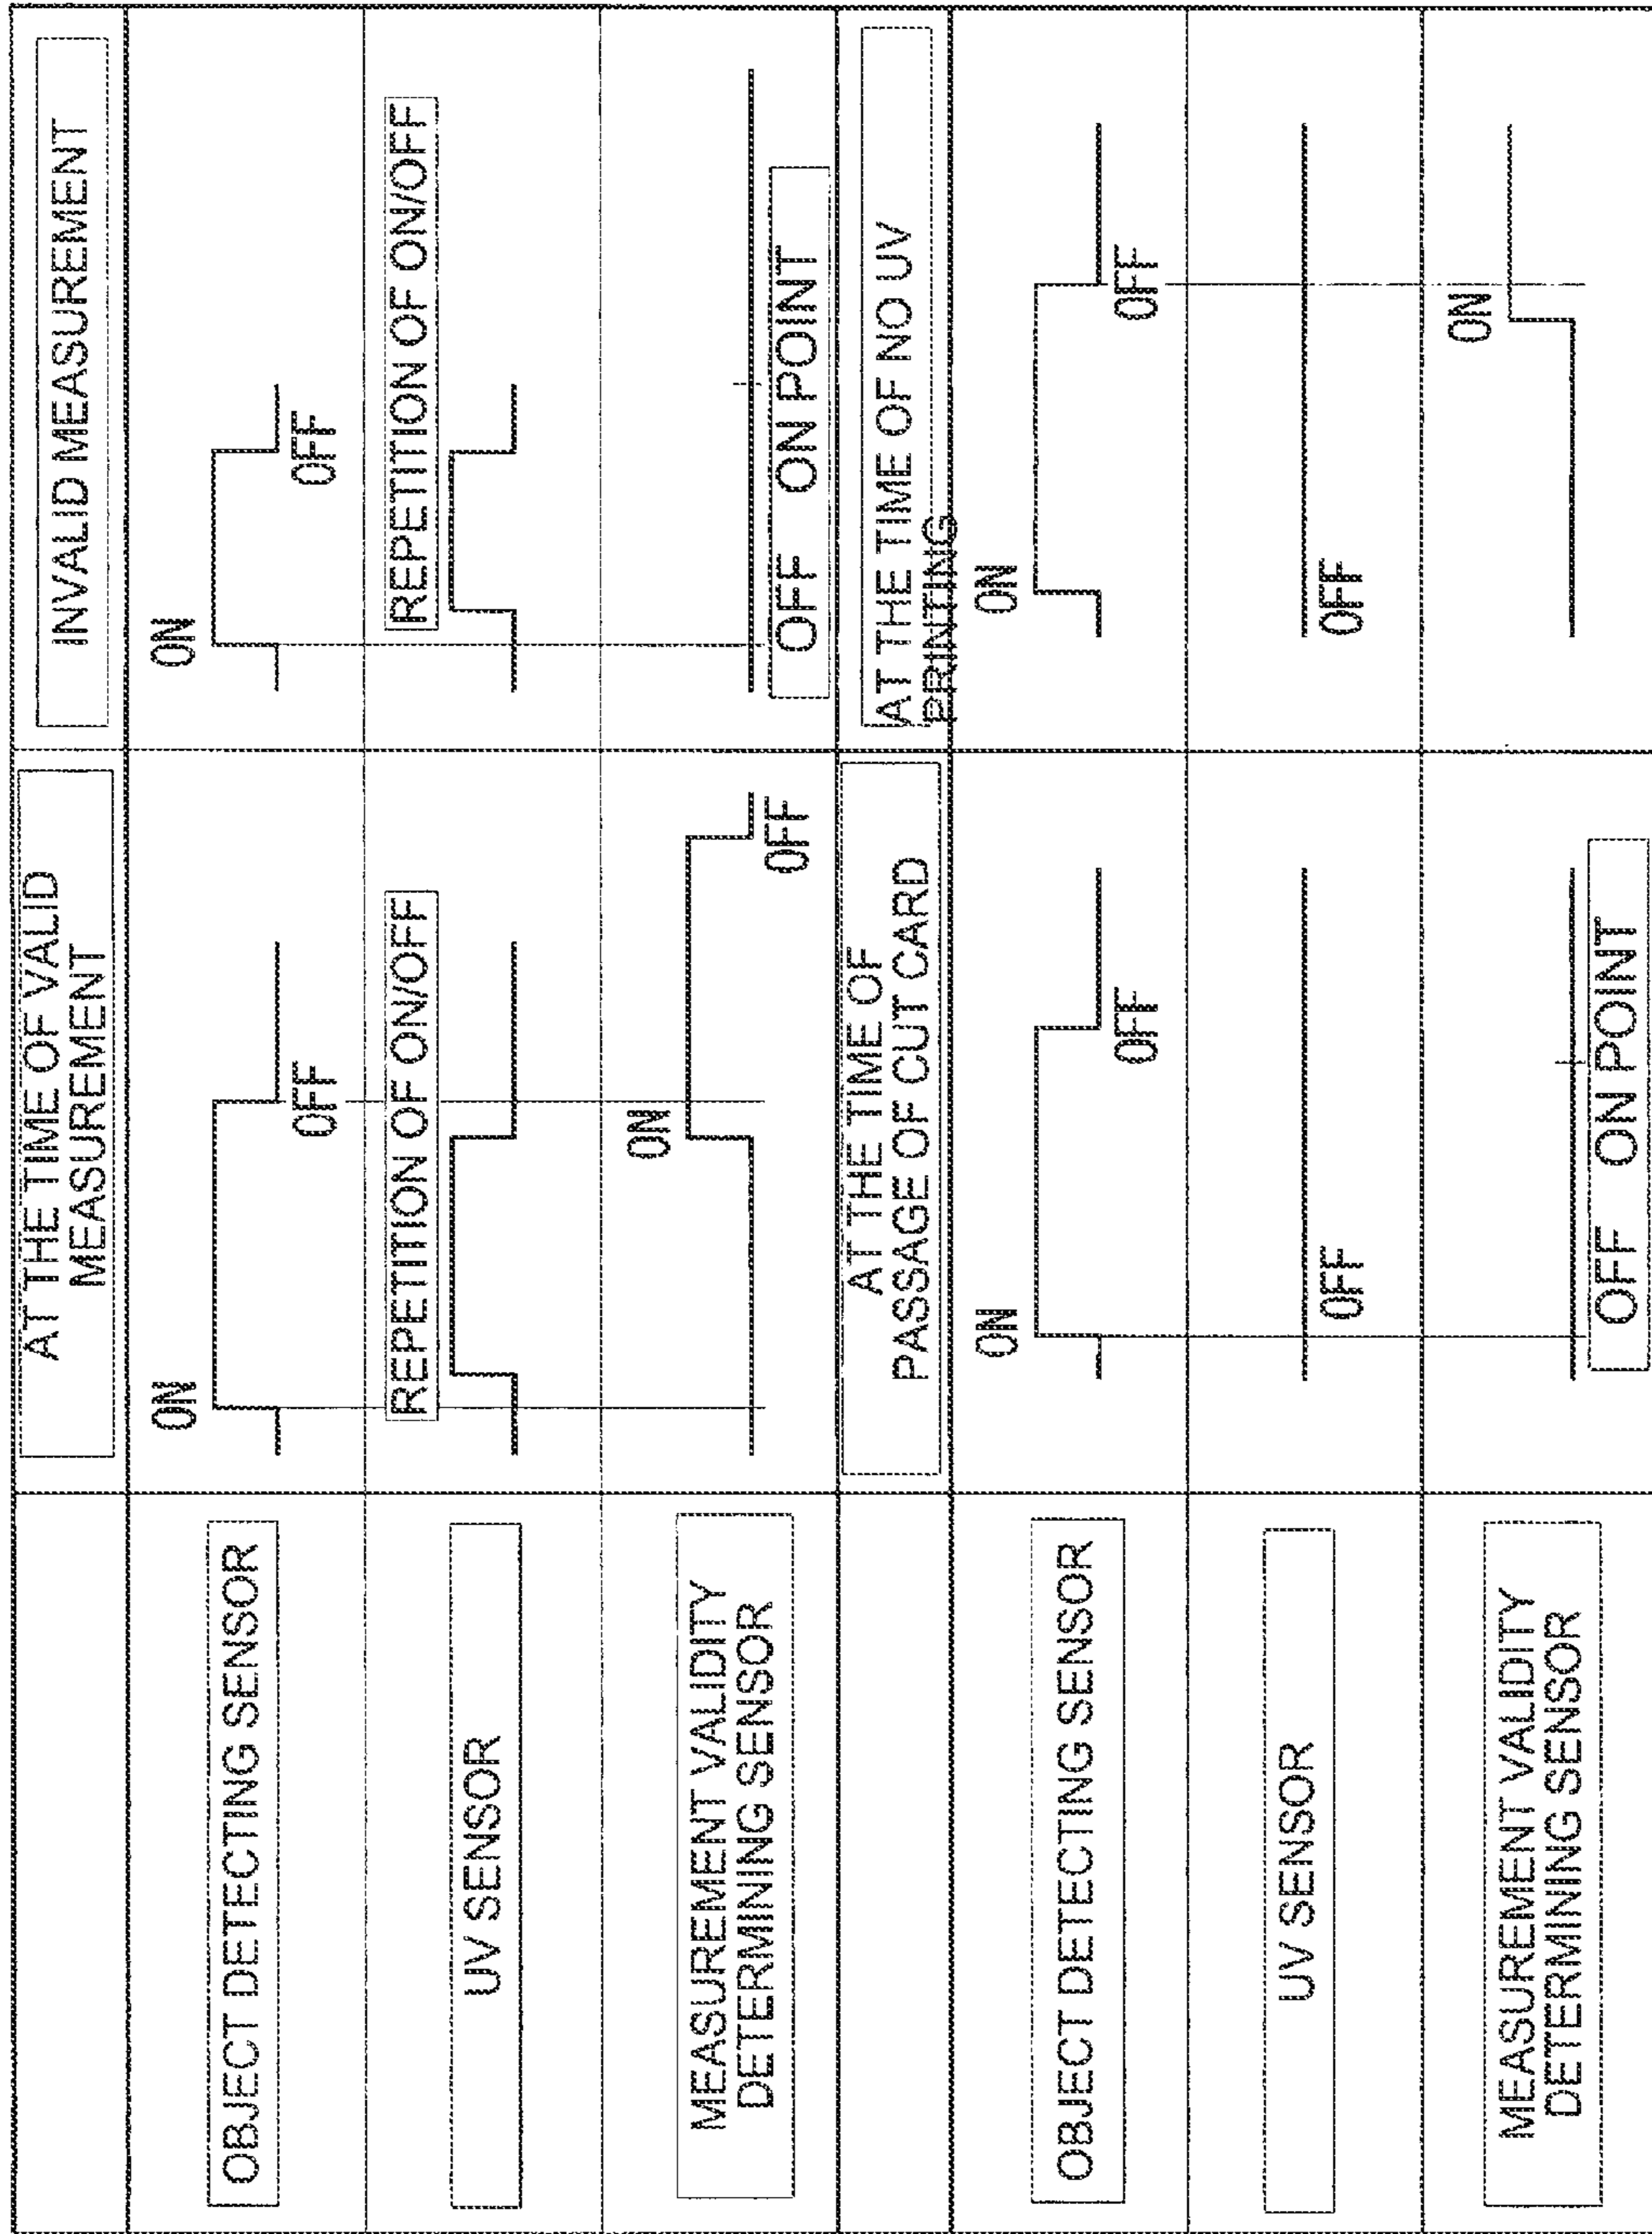 AT THE TIME OF VALID
MEASUREMENT
INVALID MEASUREMENT
OBJECT DETECTING SENSOR
ON
OFF
ON
OFF
UV SENSOR
REPETITION OF ON/OFF
REPETITION OF ON/OFF
MEASUREMENT VALIDITY
DETERMINING SENSOR
ON
OFF
OFF ON POINT
AT THE TIME OF
PASSAGE OF CUT CARD
AT THE TIME OF NO UV
PRINTING
OBJECT DETECTING SENSOR
ON
OFF
ON
OFF
UV SENSOR
OFF
OFF
MEASUREMENT VALIDITY
DETERMINING SENSOR
OFF ON POINT
ON